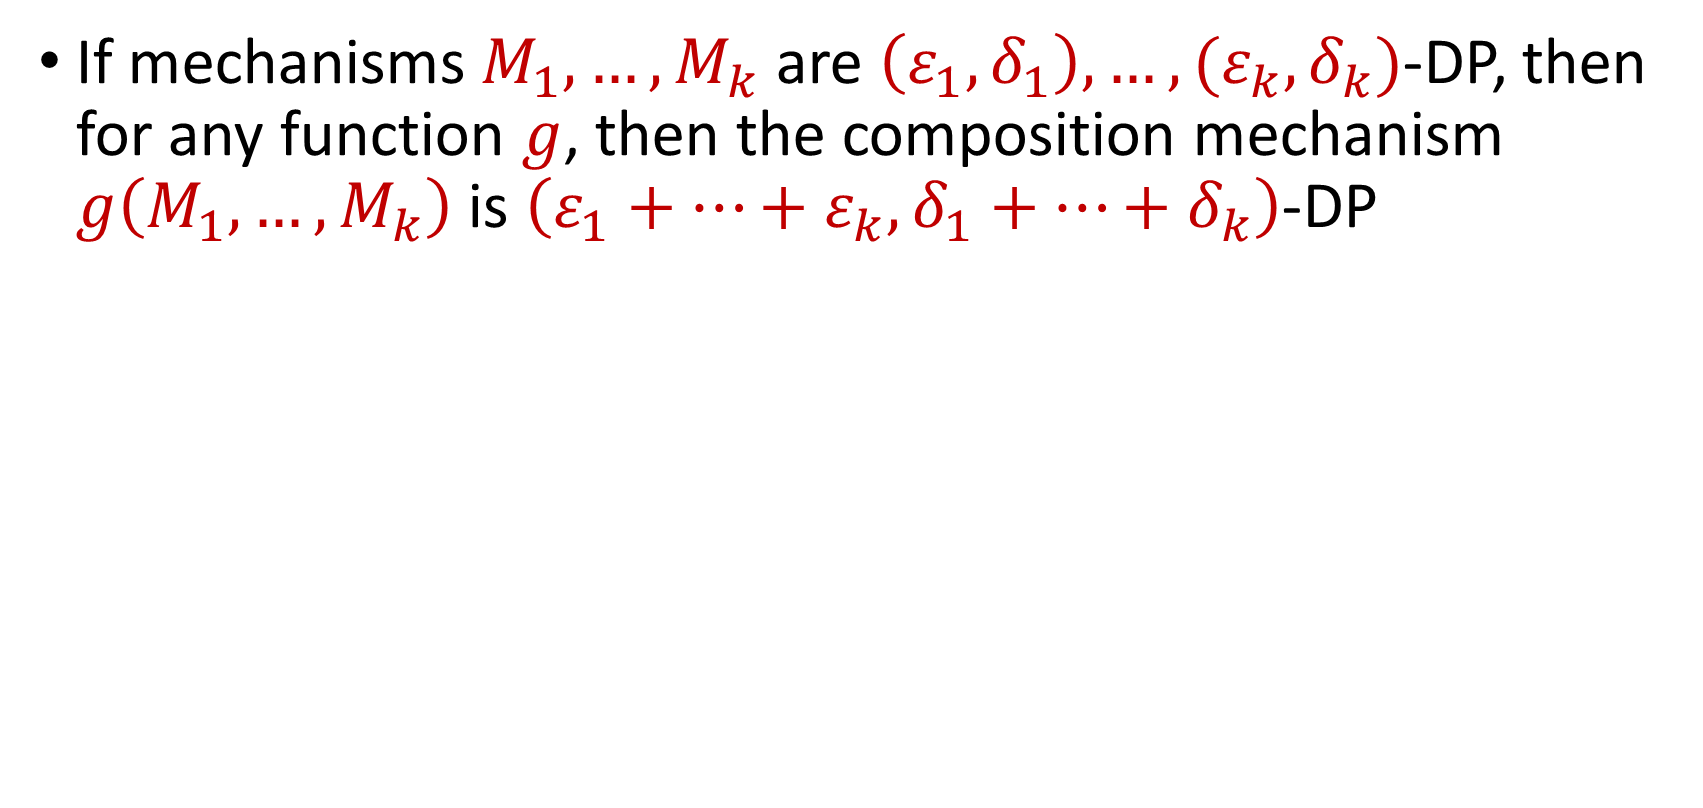 • If mechanisms M₁, … , Mₖ are (ε₁, δ₁), … , (εₖ, δₖ)-DP, then
for any function g, then the composition mechanism
g(M₁, … , Mₖ) is (ε₁ + ⋯ + εₖ, δ₁ + ⋯ + δₖ)-DP